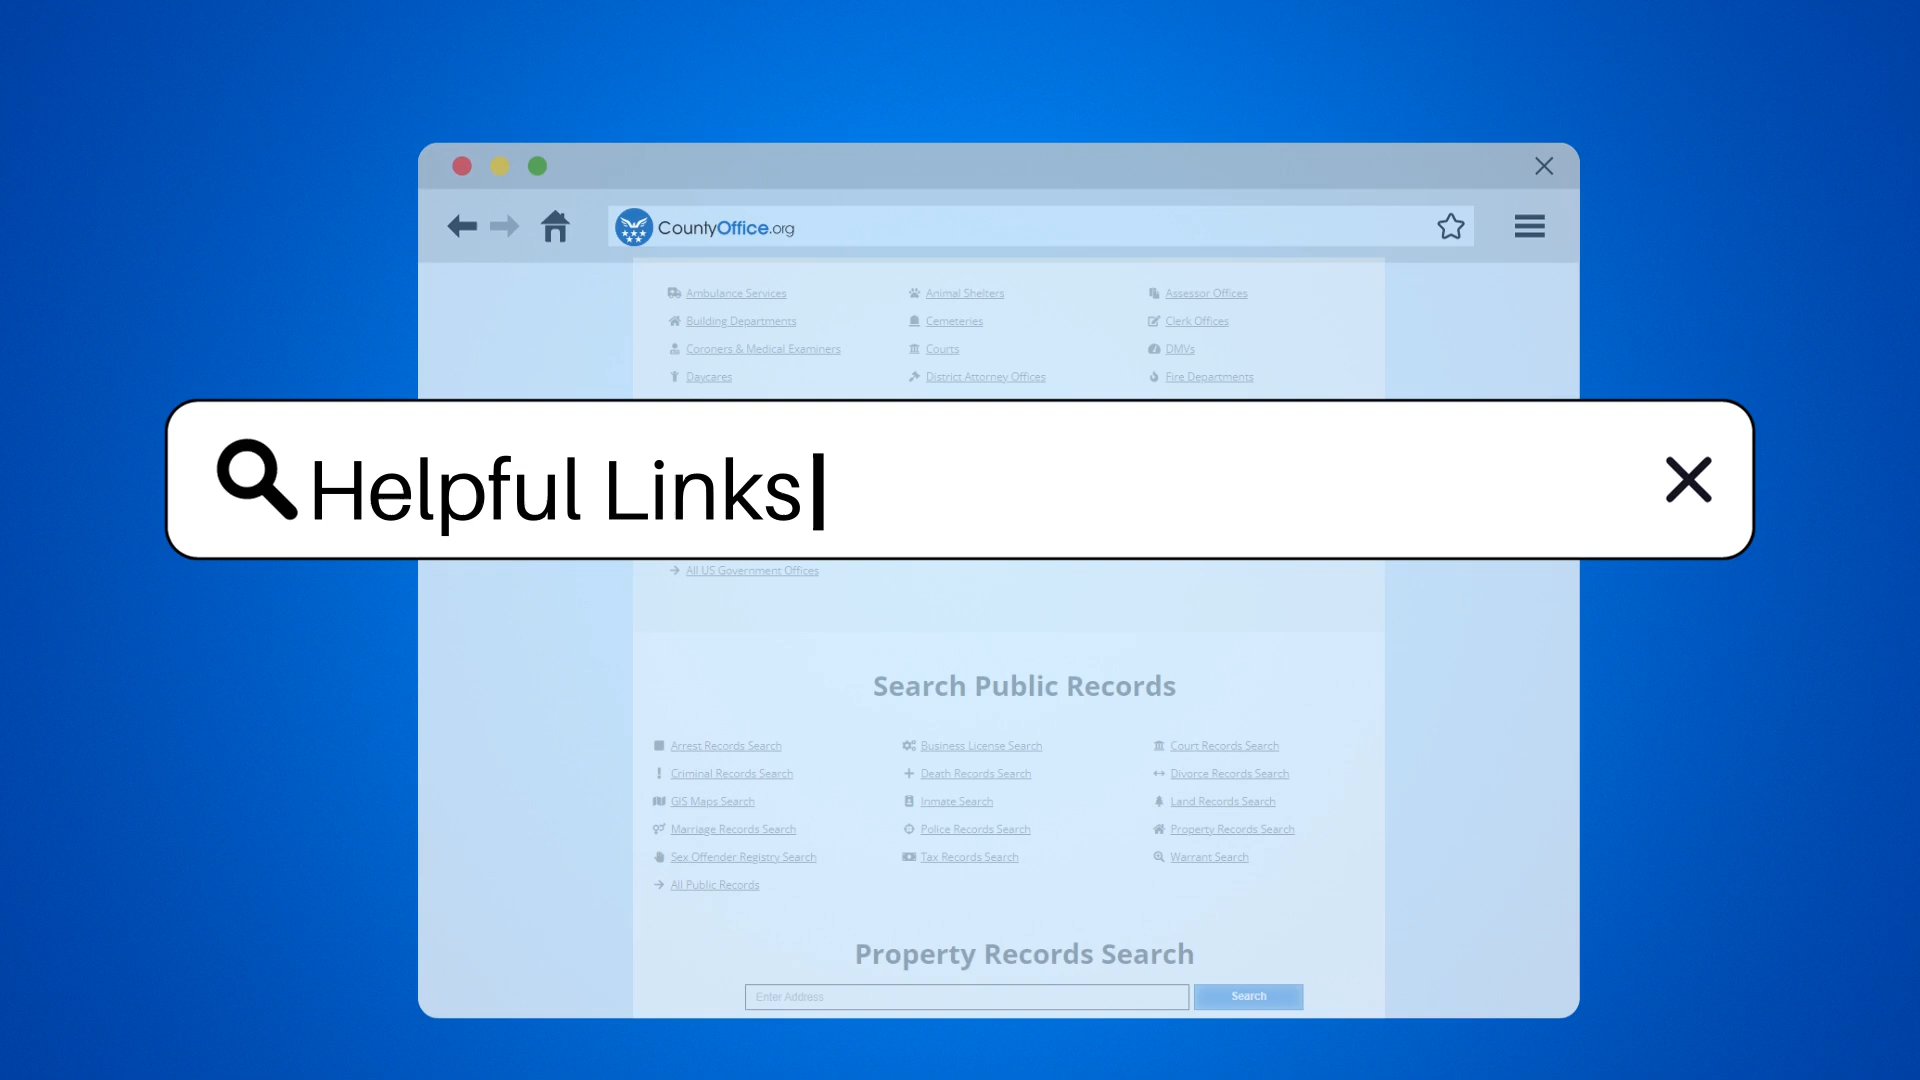 CountyOffice.org
Ambulance Services Animal Shelters Assessor Offices
Building Departments Cemeteries Clerk Offices
Coroners & Medical Examiners Courts DMVs
Daycares District Attorney Offices Fire Departments
Helpful Links
All US Government Offices
Search Public Records
Arrest Records Search Business License Search Court Records Search
Criminal Records Search Death Records Search Divorce Records Search
GIS Maps Search Inmate Search Land Records Search
Marriage Records Search Police Records Search Property Records Search
Sex Offender Registry Search Tax Records Search Warrant Search
All Public Records
Property Records Search
Enter Address Search